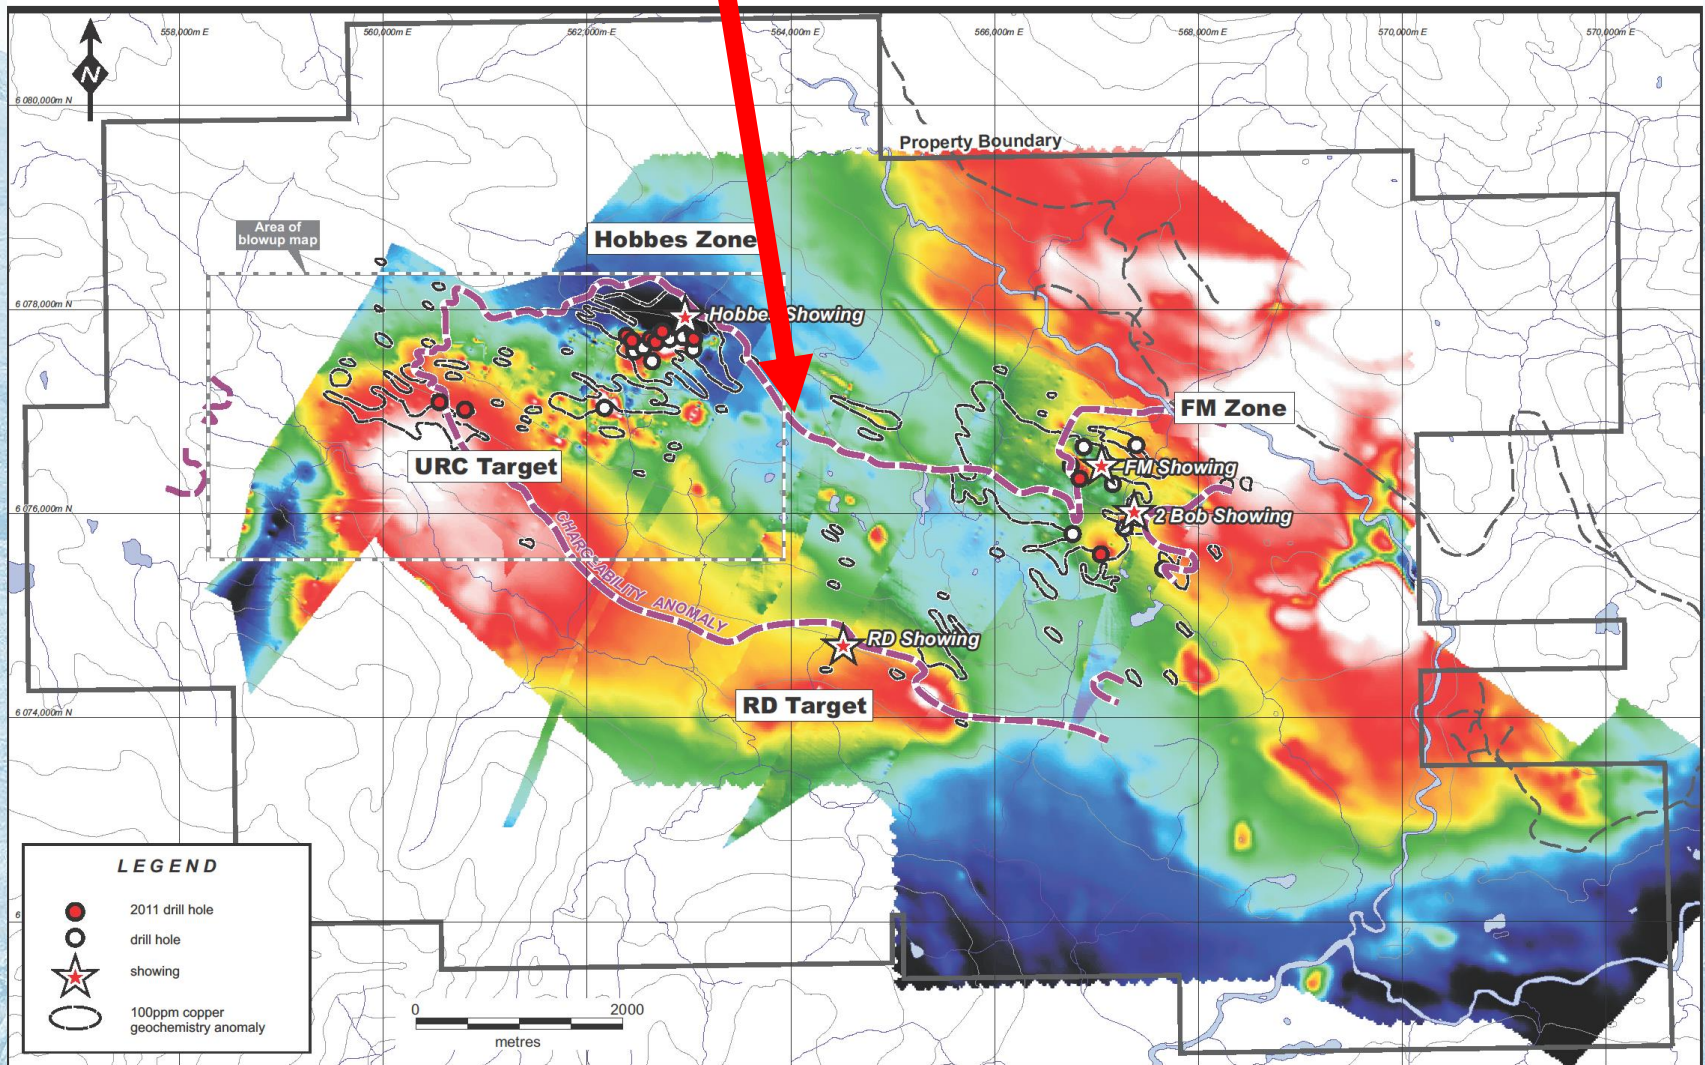 558,000m E
560,000m E
562,000m E
564,000m E
566,000m E
568,000m E
570,000m E
570,000m E
N
6 080,000m N
Property Boundary
Area of
blowup map
Hobbes Zone
6 078,000m N
Hobbes Showing
FM Zone
URC Target
FM Showing
6 076,000m N
2 Bob Showing
CHARGEABILITY ANOMALY
RD Showing
RD Target
6 074,000m N
LEGEND
2011 drill hole
drill hole
showing
100ppm copper
geochemistry anomaly
0 2000
metres